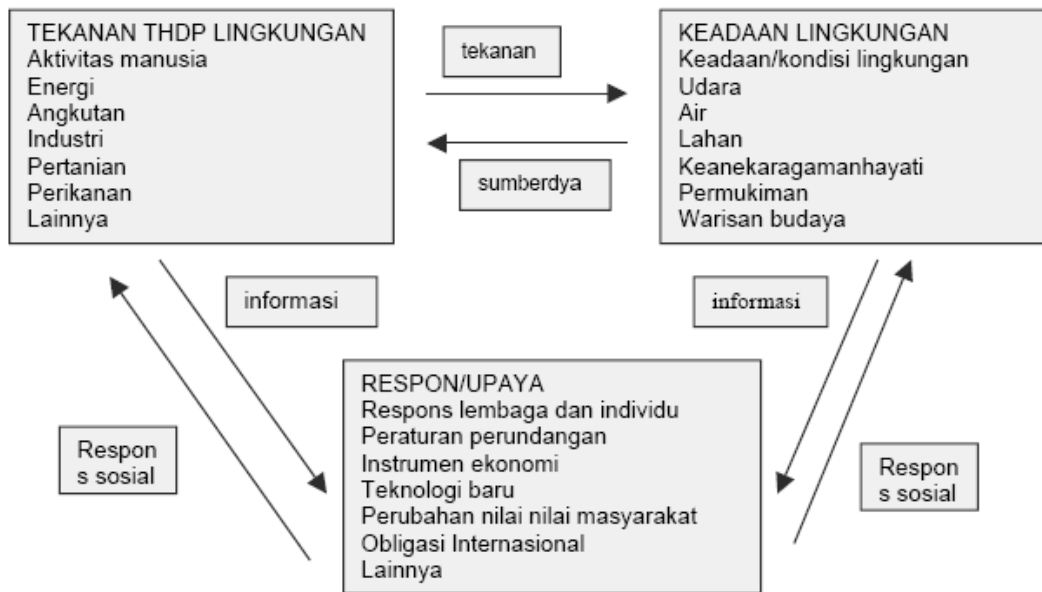 TEKANAN THDP LINGKUNGAN
Aktivitas manusia
Energi
Angkutan
Industri
Pertanian
Perikanan
Lainnya
tekanan
sumberdya
KEADAAN LINGKUNGAN
Keadaan/kondisi lingkungan
Udara
Air
Lahan
Keanekaragamanhayati
Permukiman
Warisan budaya
informasi
informasi
RESPON/UPAYA
Respons lembaga dan individu
Peraturan perundangan
Instrumen ekonomi
Teknologi baru
Perubahan nilai nilai masyarakat
Obligasi Internasional
Lainnya
Respon
s sosial
Respon
s sosial